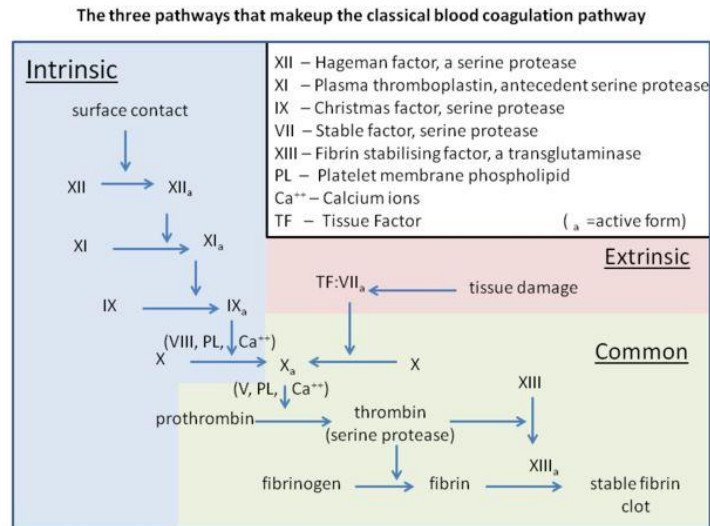 The three pathways that makeup the classical blood coagulation pathway
Intrinsic
XII – Hageman factor, a serine protease
XI – Plasma thromboplastin, antecedent serine protease
IX – Christmas factor, serine protease
VII – Stable factor, serine protease
XIII – Fibrin stabilising factor, a transglutaminase
PL – Platelet membrane phospholipid
Ca⁺⁺ – Calcium ions
TF – Tissue Factor ( ₐ =active form)
surface contact
XII XIIₐ
XI XIₐ
IX IXₐ
Extrinsic
TF:VIIₐ tissue damage
(VIII, PL, Ca⁺⁺)
X Xₐ X
Common
(V, PL, Ca⁺⁺)
XIII
prothrombin thrombin
(serine protease)
XIIIₐ
fibrinogen fibrin stable fibrin
clot